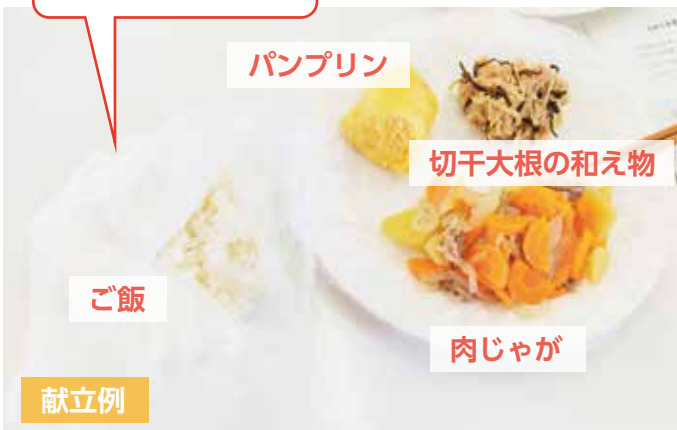 パンプリン
切干大根の和え物
ご飯
肉じゃが
献立例